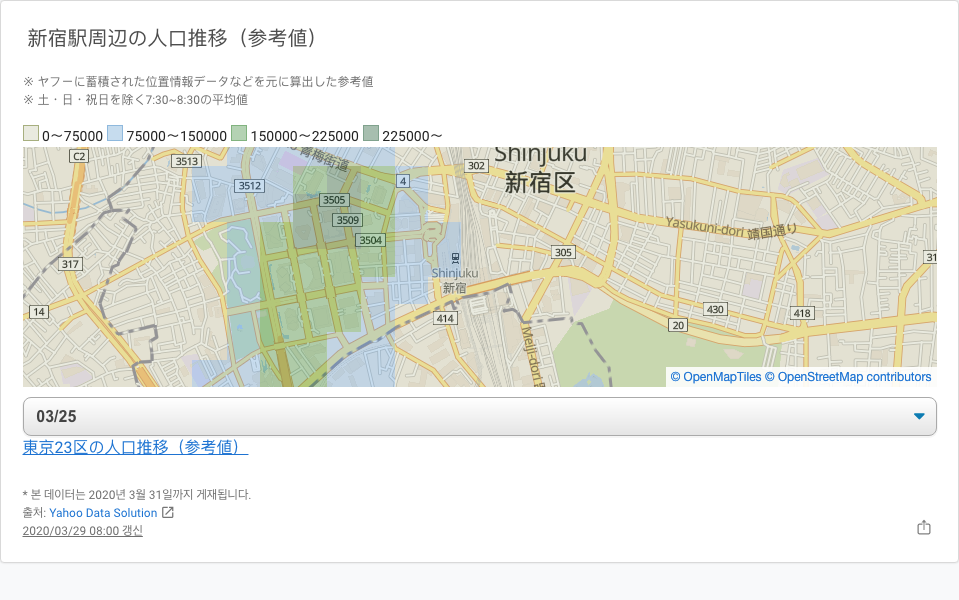 新宿駅周辺の人口推移（参考値）
※ ヤフーに蓄積された位置情報データなどを元に算出した参考値
※ 土・日・祝日を除く7:30~8:30の平均値
0〜75000 75000〜150000 150000〜225000 225000〜
C2
3513
青梅街道
302
Shinjuku
新宿区
3512
4
3505
3509
3504
Yasukuni-dori 靖国通り
305
317
Shinjuku
新宿
14
414
430
418
20
Meiji-dori
© OpenMapTiles © OpenStreetMap contributors
03/25
東京23区の人口推移（参考値）
* 본 데이터는 2020년 3월 31일까지 게재됩니다.
출처: Yahoo Data Solution
2020/03/29 08:00 갱신